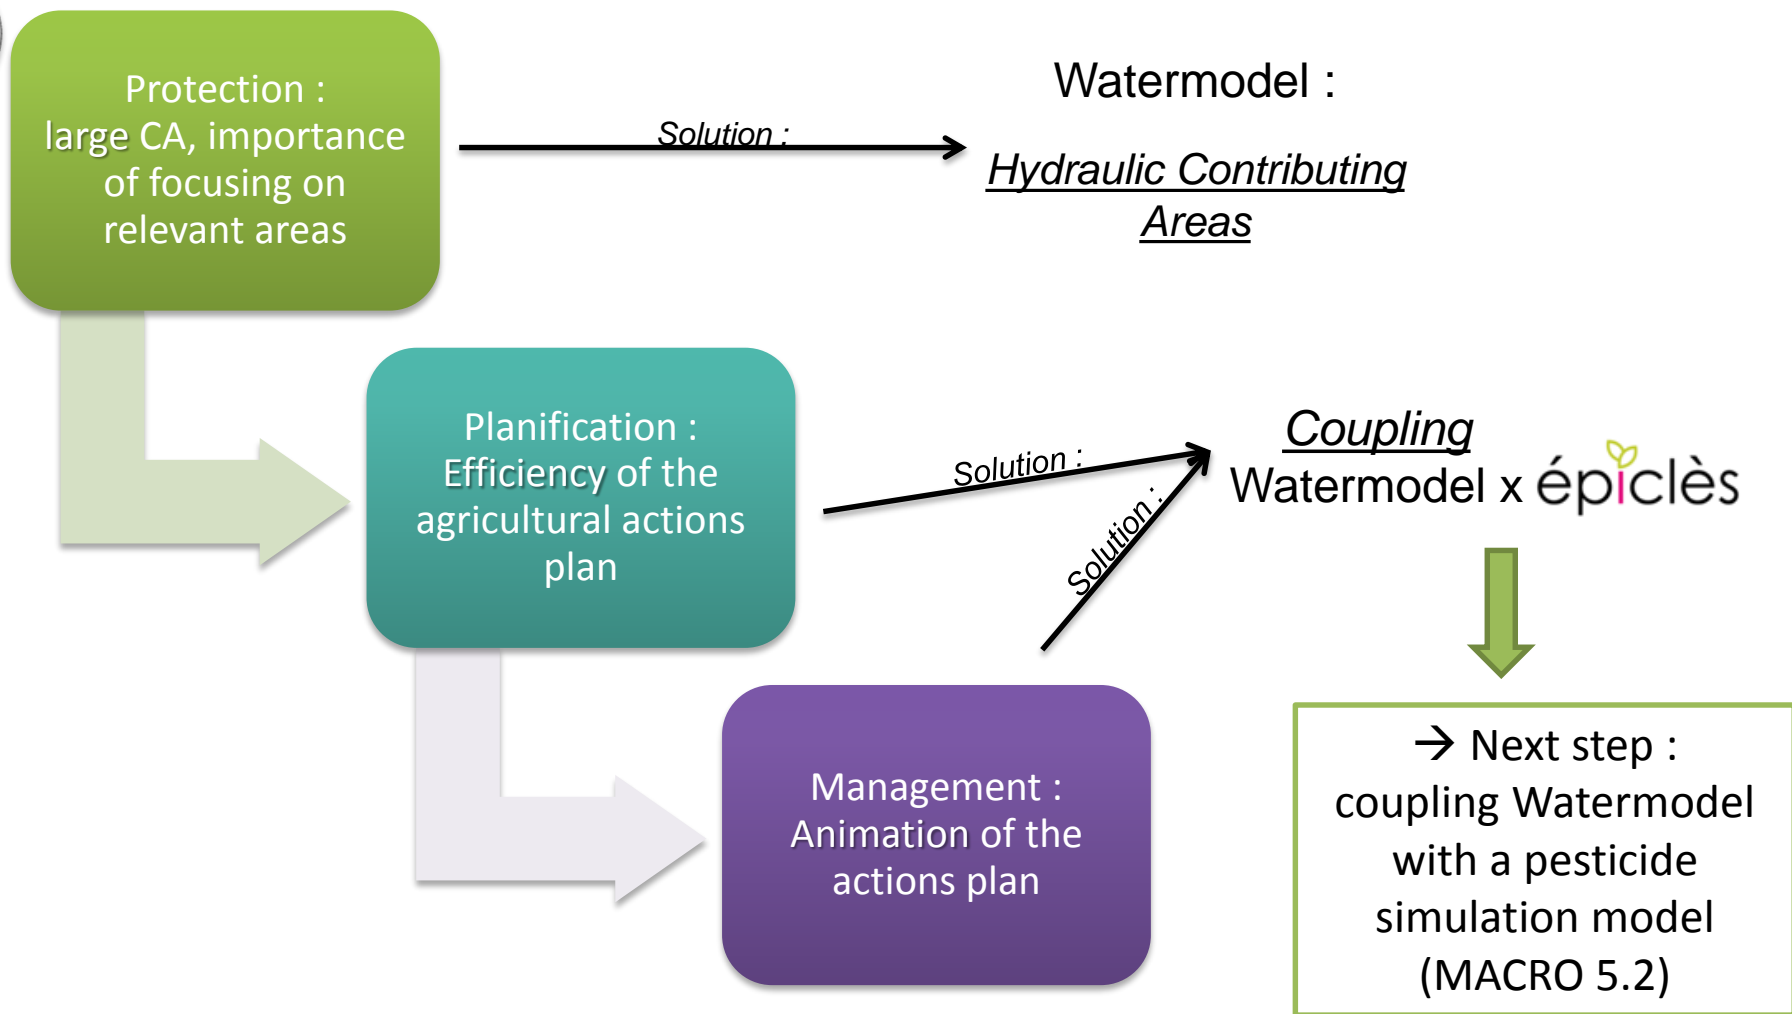 Protection :
large CA, importance
of focusing on
relevant areas
Solution :
Watermodel :
Hydraulic Contributing
Areas
Planification :
Efficiency of the
agricultural actions
plan
Solution :
Solution :
Coupling
Watermodel x épiclès
Management :
Animation of the
actions plan
→ Next step :
coupling Watermodel
with a pesticide
simulation model
(MACRO 5.2)